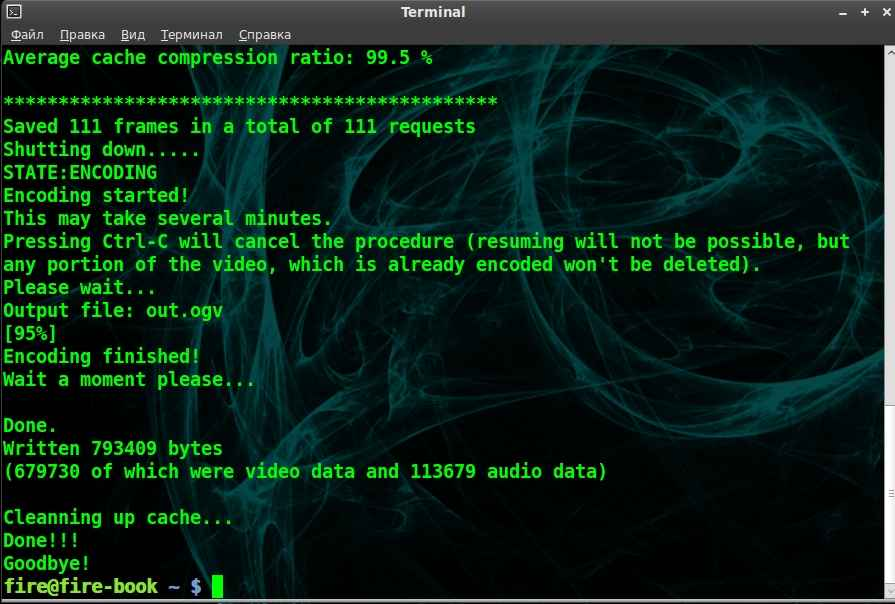 Terminal
Файл Правка Вид Терминал Справка
Average cache compression ratio: 99.5 %
*********************************************
Saved 111 frames in a total of 111 requests
Shutting down.....
STATE:ENCODING
Encoding started!
This may take several minutes.
Pressing Ctrl-C will cancel the procedure (resuming will not be possible, but
any portion of the video, which is already encoded won't be deleted).
Please wait...
Output file: out.ogv
[95%]
Encoding finished!
Wait a moment please...
Done.
Written 793409 bytes
(679730 of which were video data and 113679 audio data)
Cleanning up cache...
Done!!!
Goodbye!
fire@fire-book ~ $